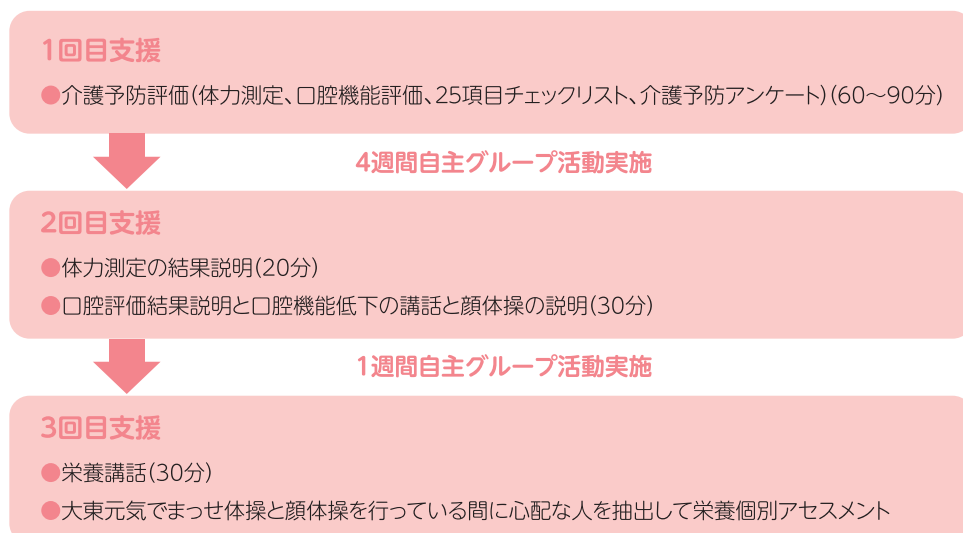 1回目支援
●介護予防評価(体力測定、口腔機能評価、25項目チェックリスト、介護予防アンケート)(60〜90分)
4週間自主グループ活動実施
2回目支援
●体力測定の結果説明(20分)
●口腔評価結果説明と口腔機能低下の講話と顔体操の説明(30分)
1週間自主グループ活動実施
3回目支援
●栄養講話(30分)
●大東元気でまっせ体操と顔体操を行っている間に心配な人を抽出して栄養個別アセスメント